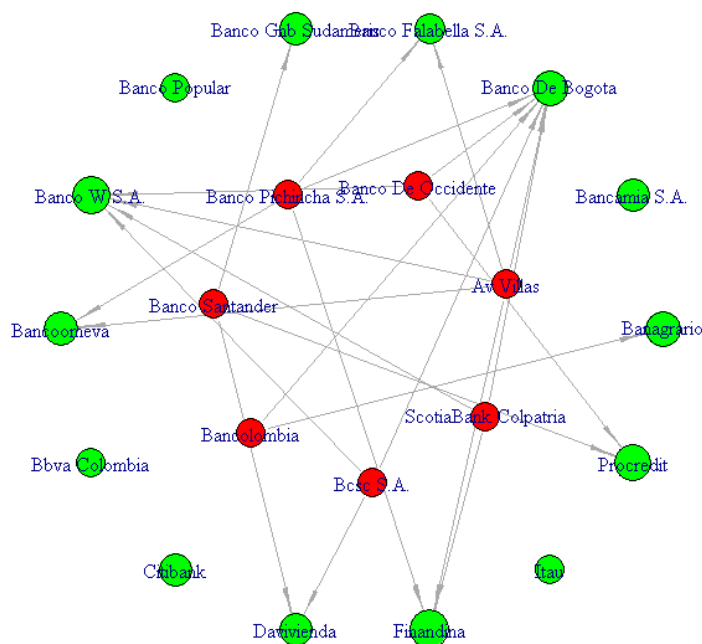 Banco Gnb Sudameris
Banco Falabella S.A.
Banco Popular
Banco De Bogota
Banco W S.A.
Banco Pichincha S.A.
Banco De Occidente
Bancamia S.A.
Av Villas
Banco Santander
Bancoomeva
Banagrario
ScotiaBank Colpatria
Bancolombia
Bbva Colombia
Bcsc S.A.
Procredit
Citibank
Itau
Davivienda
Finandina